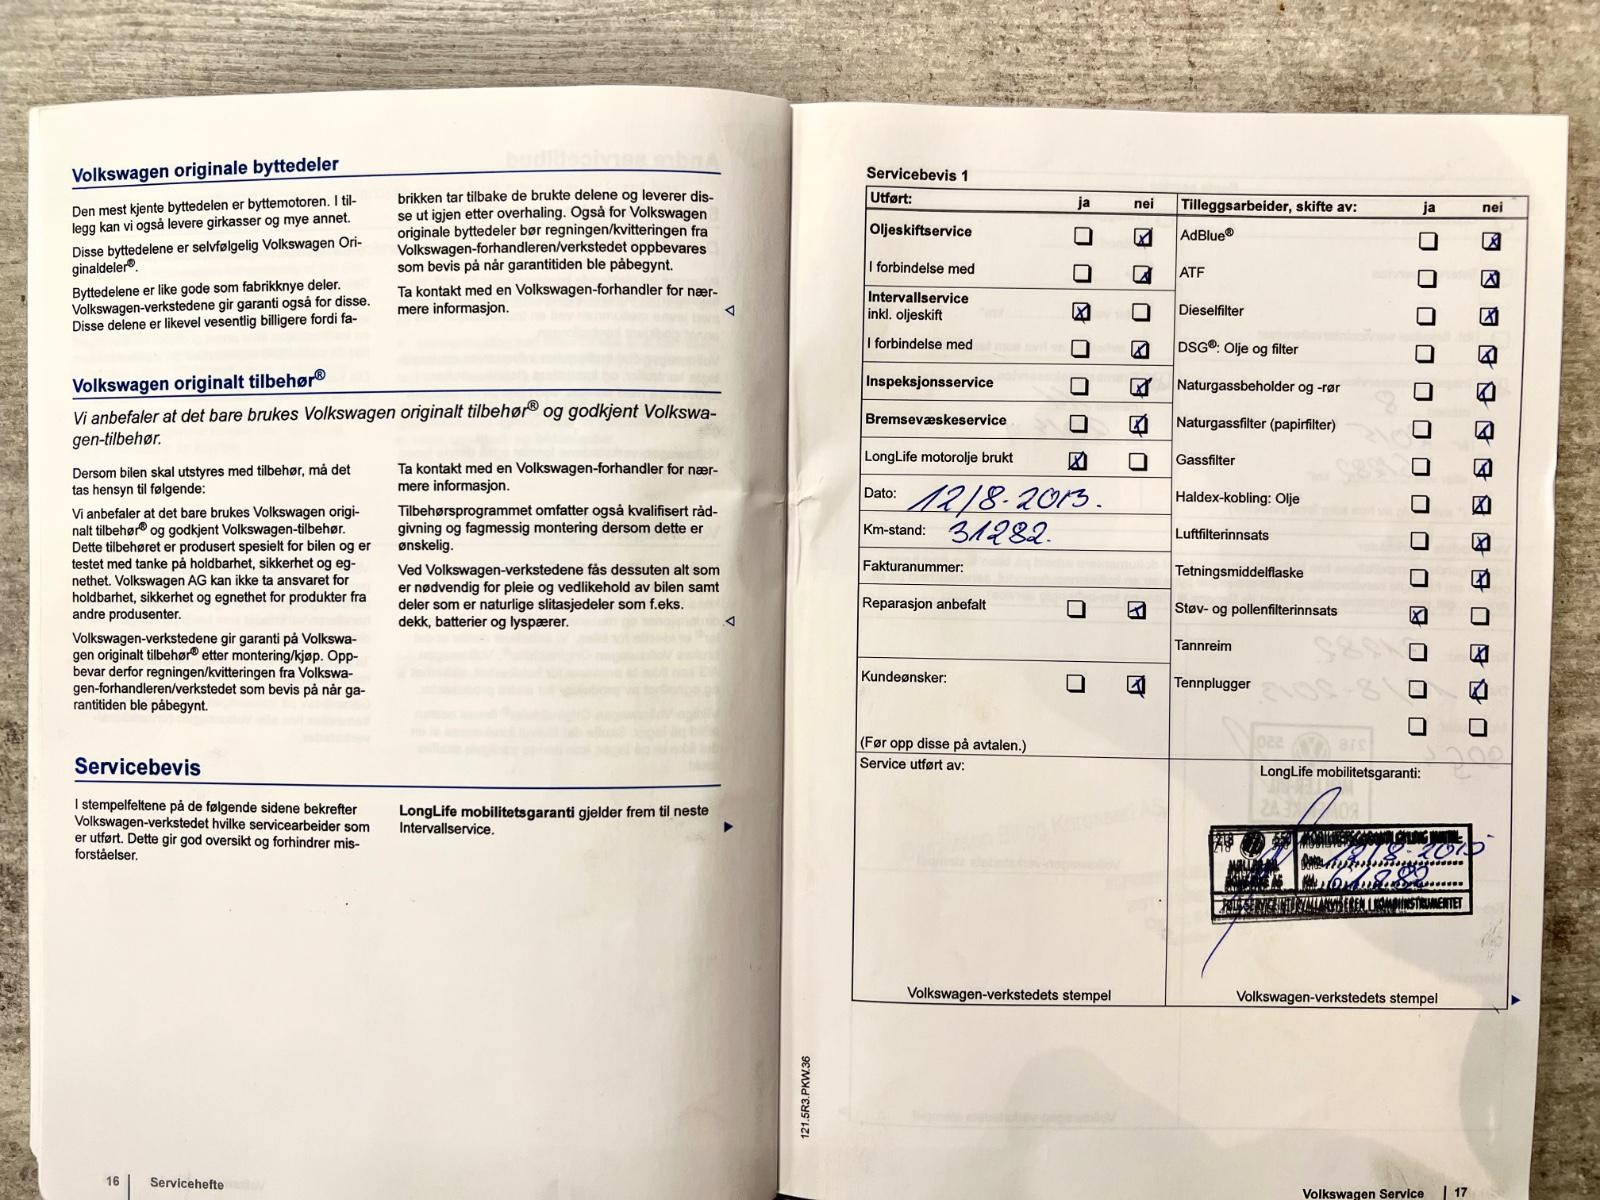 Volkswagen originale byttedeler
Den mest kjente byttedelen er byttemotoren. I til-
legg kan vi også levere girkasser og mye annet.
Disse byttedelene er selvfølgelig Volkswagen Ori-
ginaldeler®.
Byttedelene er like gode som fabrikknye deler.
Volkswagen-verkstedene gir garanti også for disse.
Disse delene er likevel vesentlig billigere fordi fa-
brikken tar tilbake de brukte delene og leverer dis-
se ut igjen etter overhaling. Også for Volkswagen
originale byttedeler bør regningen/kvitteringen fra
Volkswagen-forhandleren/verkstedet oppbevares
som bevis på når garantitiden ble påbegynt.
Ta kontakt med en Volkswagen-forhandler for nær-
mere informasjon.
Volkswagen originalt tilbehør®
Vi anbefaler at det bare brukes Volkswagen originalt tilbehør® og godkjent Volkswa-
gen-tilbehør.
Dersom bilen skal utstyres med tilbehør, må det
tas hensyn til følgende:
Vi anbefaler at det bare brukes Volkswagen origi-
nalt tilbehør® og godkjent Volkswagen-tilbehør.
Dette tilbehøret er produsert spesielt for bilen og er
testet med tanke på holdbarhet, sikkerhet og eg-
nethet. Volkswagen AG kan ikke ta ansvaret for
holdbarhet, sikkerhet og egnethet for produkter fra
andre produsenter.
Volkswagen-verkstedene gir garanti på Volkswa-
gen originalt tilbehør® etter montering/kjøp. Opp-
bevar derfor regningen/kvitteringen fra Volkswa-
gen-forhandleren/verkstedet som bevis på når ga-
rantitiden ble påbegynt.
Ta kontakt med en Volkswagen-forhandler for nær-
mere informasjon.
Tilbehørsprogrammet omfatter også kvalifisert råd-
givning og fagmessig montering dersom dette er
ønskelig.
Ved Volkswagen-verkstedene fås dessuten alt som
er nødvendig for pleie og vedlikehold av bilen samt
deler som er naturlige slitasjedeler som f.eks.
dekk, batterier og lyspærer.
Servicebevis
I stempelfeltene på de følgende sidene bekrefter
Volkswagen-verkstedet hvilke servicearbeider som
er utført. Dette gir god oversikt og forhindrer mis-
forståelser.
LongLife mobilitetsgaranti gjelder frem til neste
Intervallservice.
16 Servicehefte
Servicebevis 1
Utført: ja nei
Oljeskiftservice
I forbindelse med
Intervallservice
inkl. oljeskift
I forbindelse med
Inspeksjonsservice
Bremsevæskeservice
LongLife motorolje brukt
Dato: 12/8-2013.
Km-stand: 31282.
Fakturanummer:
Reparasjon anbefalt
Kundeønsker:
(Før opp disse på avtalen.)
Tilleggsarbeider, skifte av: ja nei
AdBlue®
ATF
Dieselfilter
DSG®: Olje og filter
Naturgassbeholder og -rør
Naturgassfilter (papirfilter)
Gassfilter
Haldex-kobling: Olje
Luftfilterinnsats
Tetningsmiddelflaske
Støv- og pollenfilterinnsats
Tannreim
Tennplugger
Service utført av:
Volkswagen-verkstedets stempel
LongLife mobilitetsgaranti:
218
Dato: 12/8-2015
61282
I KOMBIINSTRUMENTET
Volkswagen-verkstedets stempel
121.5R3.PKW.36
Volkswagen Service 17